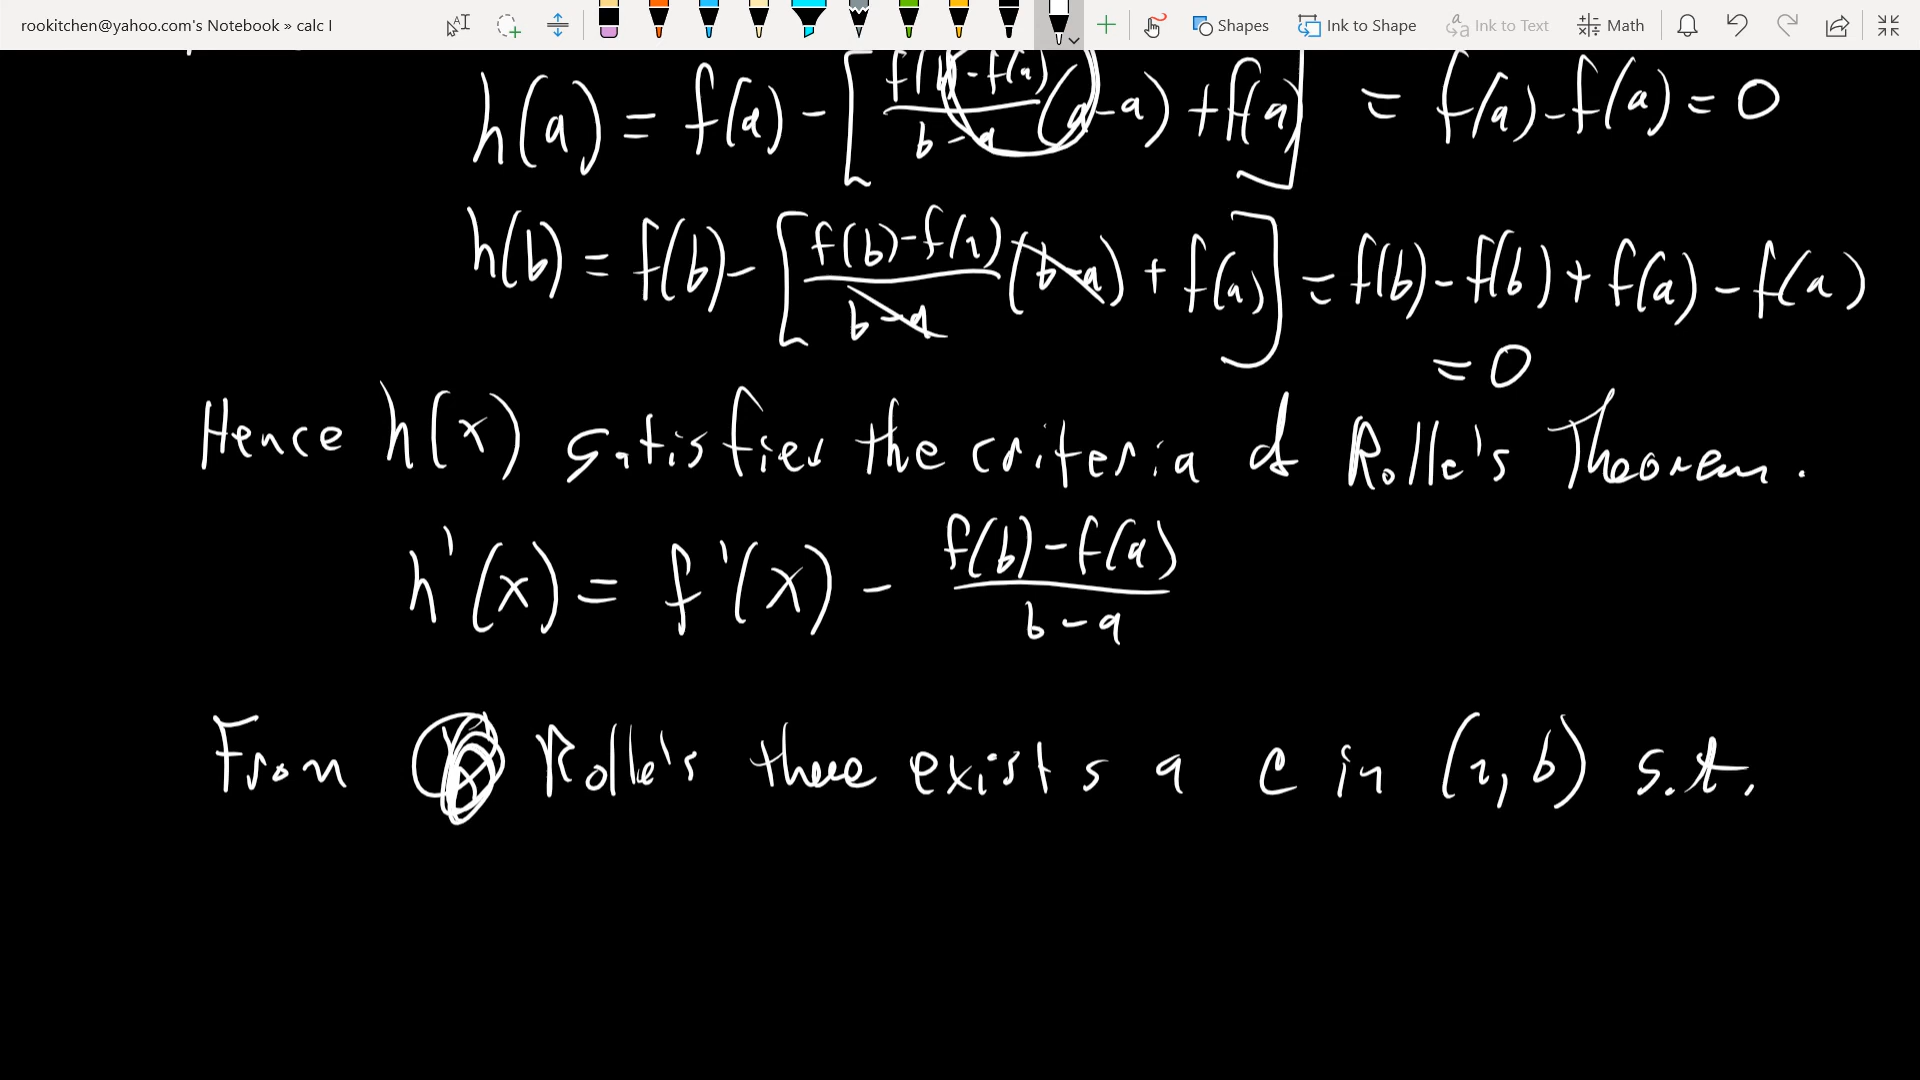 rookitchen@yahoo.com's Notebook » calc I
Shapes Ink to Shape Ink to Text Math
h(a) = f(a) - [f(b)-f(a)/b-a (a-a) + f(a)] = f(a) - f(a) = 0
h(b) = f(b) - [f(b)-f(a)/b-a (b-a) + f(a)] = f(b) - f(b) + f(a) - f(a)
= 0
Hence h(x) satisfies the criteria of Rolle's Theorem.
h'(x) = f'(x) - f(b)-f(a)/b-a
From Rolle's there exists a c in (a, b) s.t.